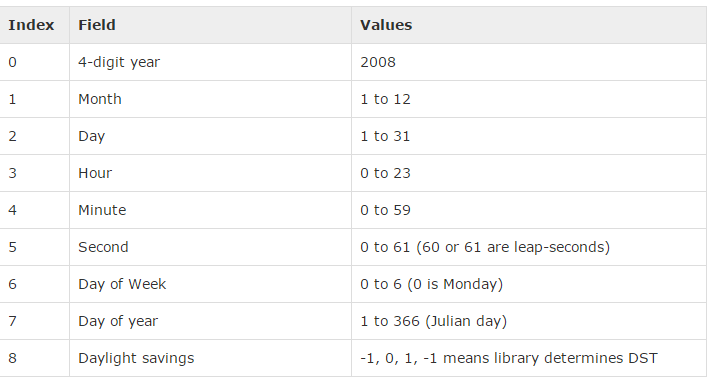 Index Field Values
0 4-digit year 2008
1 Month 1 to 12
2 Day 1 to 31
3 Hour 0 to 23
4 Minute 0 to 59
5 Second 0 to 61 (60 or 61 are leap-seconds)
6 Day of Week 0 to 6 (0 is Monday)
7 Day of year 1 to 366 (Julian day)
8 Daylight savings -1, 0, 1, -1 means library determines DST